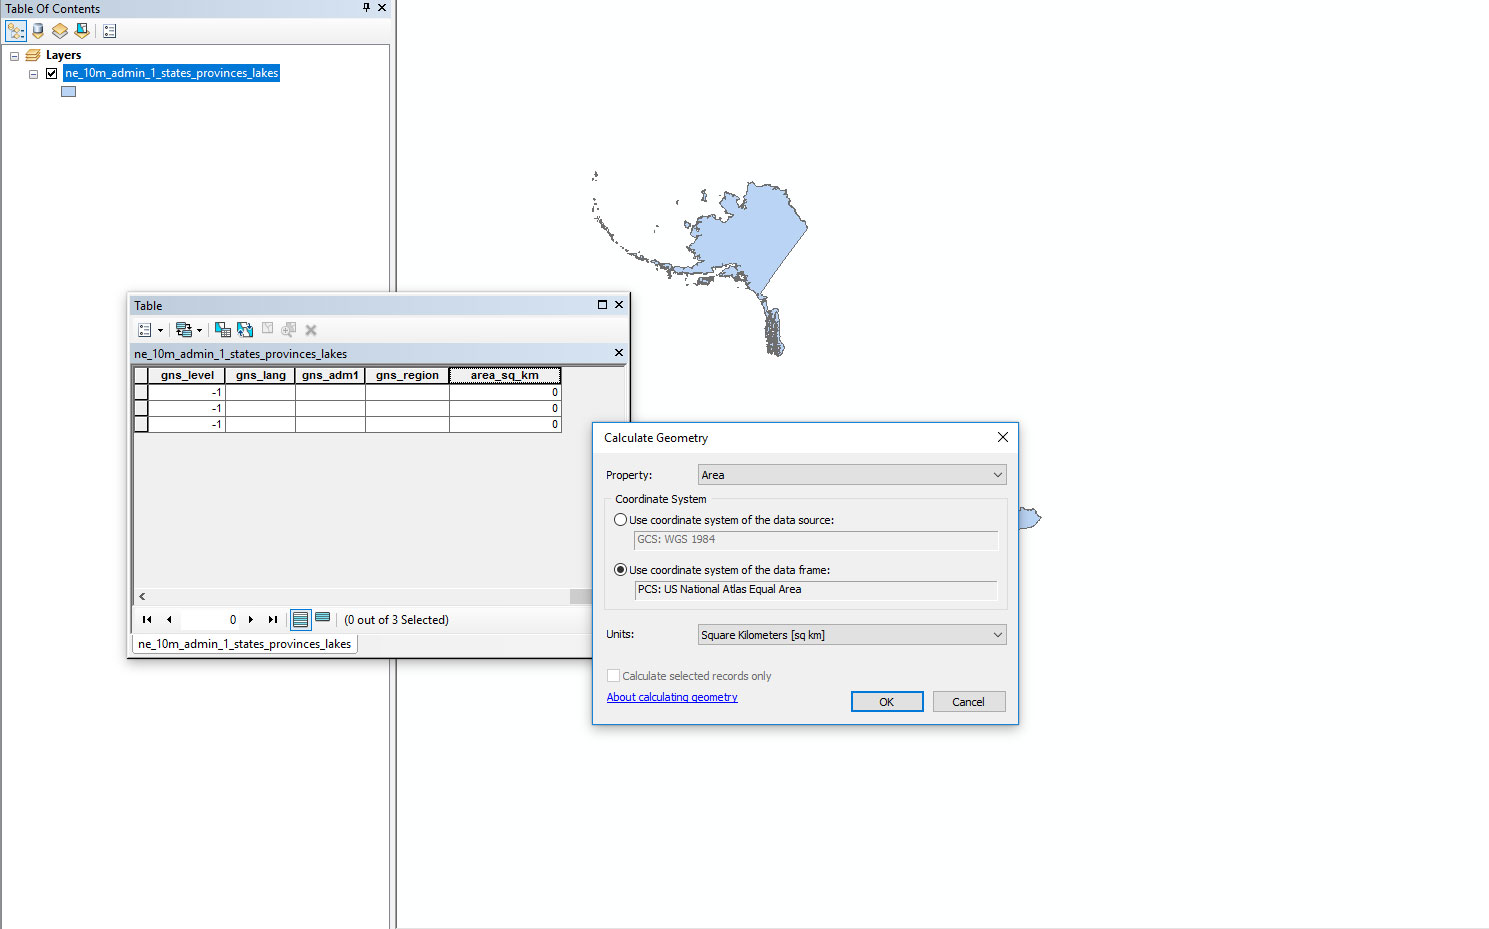 Table Of Contents
Layers
ne_10m_admin_1_states_provinces_lakes
Table
ne_10m_admin_1_states_provinces_lakes
gns_level gns_lang gns_adm1 gns_region area_sq_km
-1 0
-1 0
-1 0
0 (0 out of 3 Selected)
ne_10m_admin_1_states_provinces_lakes
Calculate Geometry
Property: Area
Coordinate System
Use coordinate system of the data source:
GCS: WGS 1984
Use coordinate system of the data frame:
PCS: US National Atlas Equal Area
Units: Square Kilometers [sq km]
Calculate selected records only
About calculating geometry
OK Cancel